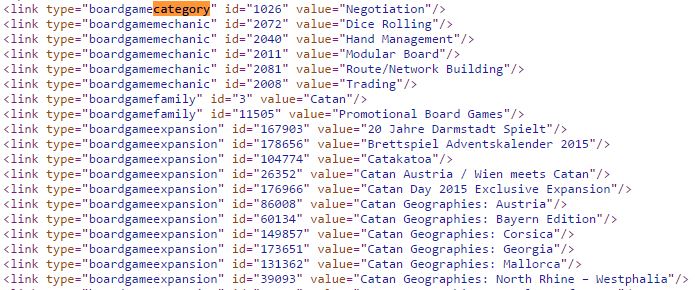 <link type="boardgamecategory" id="1026" value="Negotiation"/>
<link type="boardgamemechanic" id="2072" value="Dice Rolling"/>
<link type="boardgamemechanic" id="2040" value="Hand Management"/>
<link type="boardgamemechanic" id="2011" value="Modular Board"/>
<link type="boardgamemechanic" id="2081" value="Route/Network Building"/>
<link type="boardgamemechanic" id="2008" value="Trading"/>
<link type="boardgamefamily" id="3" value="Catan"/>
<link type="boardgamefamily" id="11505" value="Promotional Board Games"/>
<link type="boardgameexpansion" id="167903" value="20 Jahre Darmstadt Spielt"/>
<link type="boardgameexpansion" id="178656" value="Brettspiel Adventskalender 2015"/>
<link type="boardgameexpansion" id="104774" value="Catakatoa"/>
<link type="boardgameexpansion" id="26352" value="Catan Austria / Wien meets Catan"/>
<link type="boardgameexpansion" id="176966" value="Catan Day 2015 Exclusive Expansion"/>
<link type="boardgameexpansion" id="86008" value="Catan Geographies: Austria"/>
<link type="boardgameexpansion" id="60134" value="Catan Geographies: Bayern Edition"/>
<link type="boardgameexpansion" id="149857" value="Catan Geographies: Corsica"/>
<link type="boardgameexpansion" id="173651" value="Catan Geographies: Georgia"/>
<link type="boardgameexpansion" id="131362" value="Catan Geographies: Mallorca"/>
<link type="boardgameexpansion" id="39093" value="Catan Geographies: North Rhine – Westphalia"/>